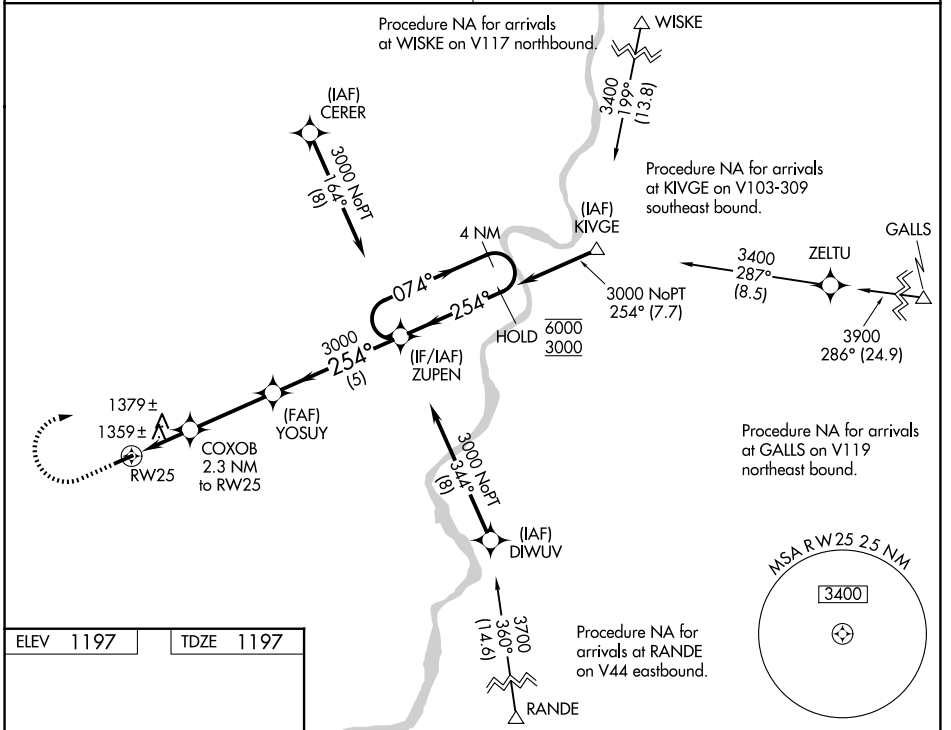 Procedure NA for arrivals
at WISKE on V117 northbound.
WISKE
3400
199°
(13.8)
(IAF)
CERER
3000 NoPT
164°
(8)
Procedure NA for arrivals
at KIVGE on V103-309
southeast bound.
(IAF)
KIVGE
4 NM
GALLS
ZELTU
3400
287°
(8.5)
3900
286° (24.9)
074°
254°
3000 NoPT
254° (7.7)
HOLD
6000
3000
(IF/IAF)
ZUPEN
3000
254°
(5)
(FAF)
YOSUY
1379±
1359±
COXOB
2.3 NM
to RW25
RW25
3000 NoPT
344°
(8)
Procedure NA for arrivals
at GALLS on V119
northeast bound.
(IAF)
DIWUV
MSA RW25 25 NM
3400
3700
360°
(14.6)
Procedure NA for
arrivals at RANDE
on V44 eastbound.
RANDE
ELEV 1197
TDZE 1197